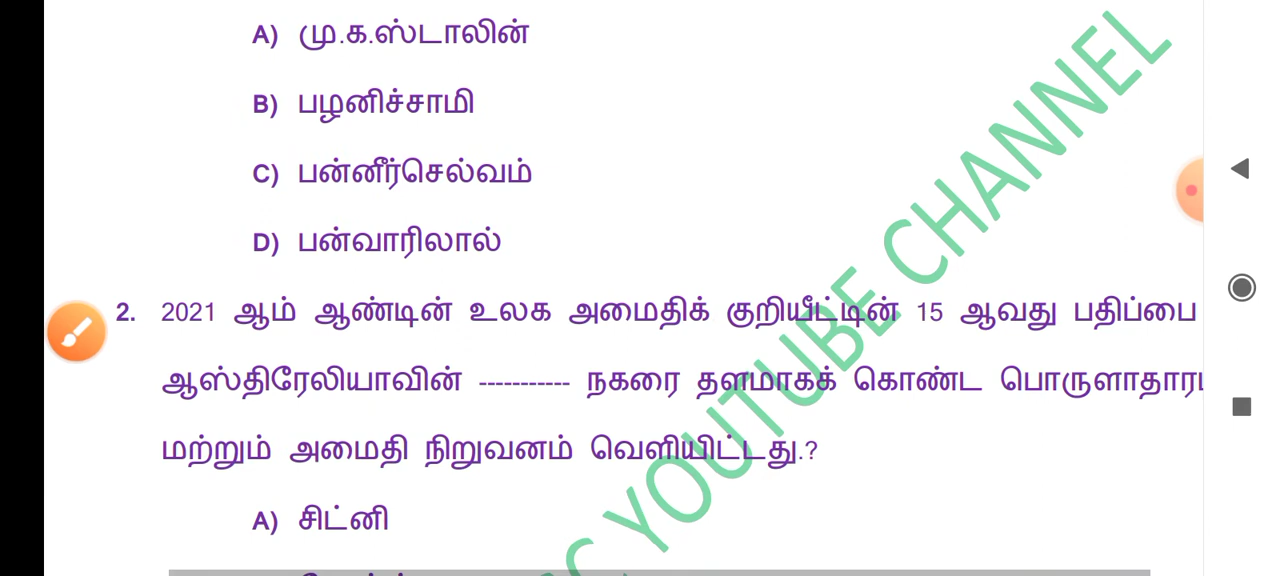 A) மு.க.ஸ்டாலின்
B) பழனிச்சாமி
C) பன்னீர்செல்வம்
D) பன்வாரிலால்
2. 2021 ஆம் ஆண்டின் உலக அமைதிக் குறியீட்டின் 15 ஆவது பதிப்பை
ஆஸ்திரேலியாவின் ----------- நகரை தளமாகக் கொண்ட
மற்றும் அமைதி நிறுவனம் வெளியிட்டது.?
A) சிட்னி
YOUTUBE CHANNEL